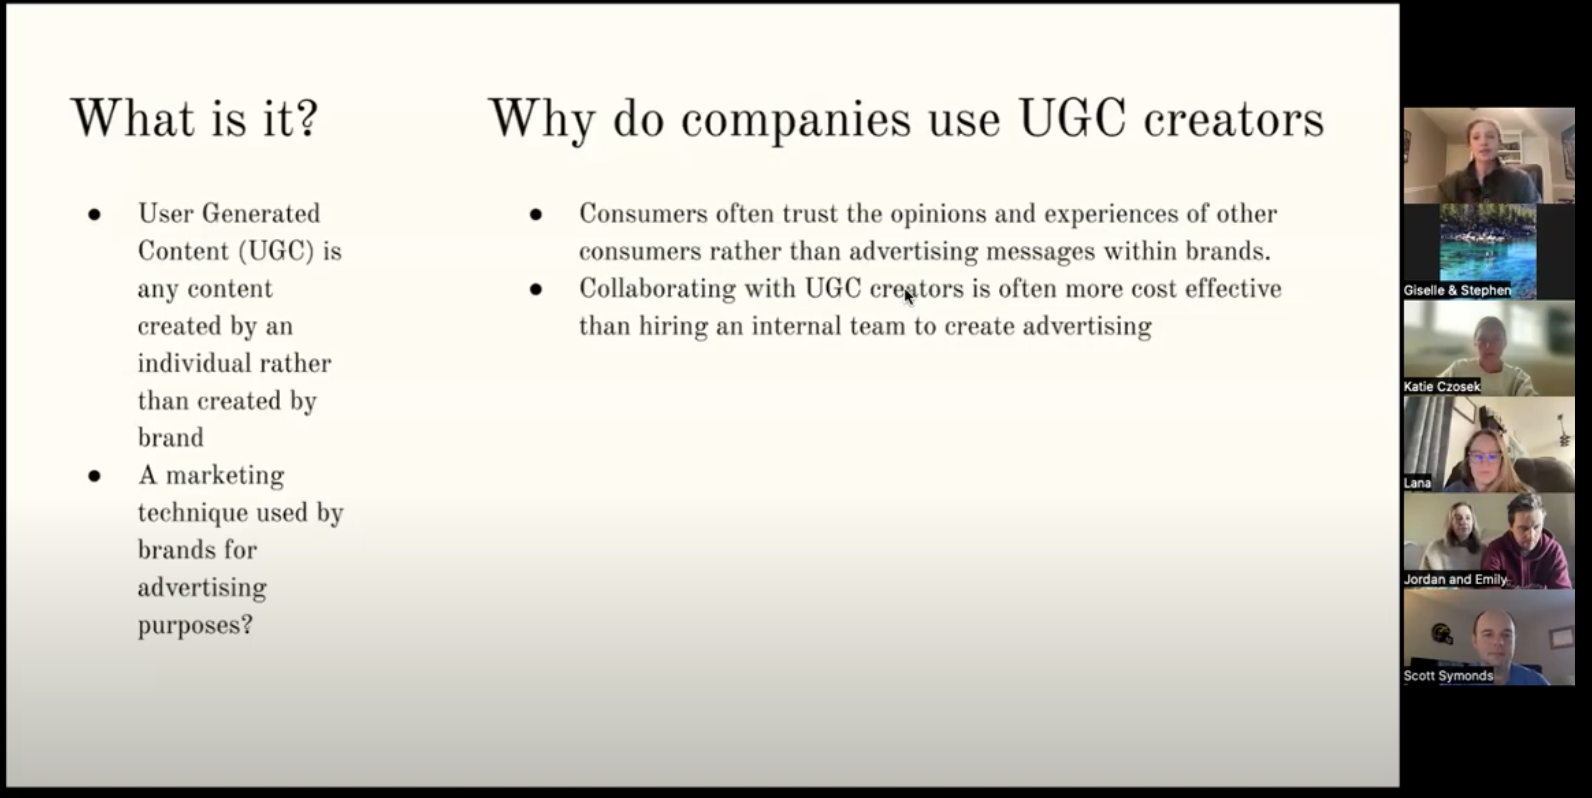 What is it?
● User Generated
Content (UGC) is
any content
created by an
individual rather
than created by
brand
● A marketing
technique used by
brands for
advertising
purposes?
Why do companies use UGC creators
● Consumers often trust the opinions and experiences of other
consumers rather than advertising messages within brands.
● Collaborating with UGC creators is often more cost effective
than hiring an internal team to create advertising
Giselle & Stephen
Katie Czosek
Lana
Jordan and Emily
Scott Symonds